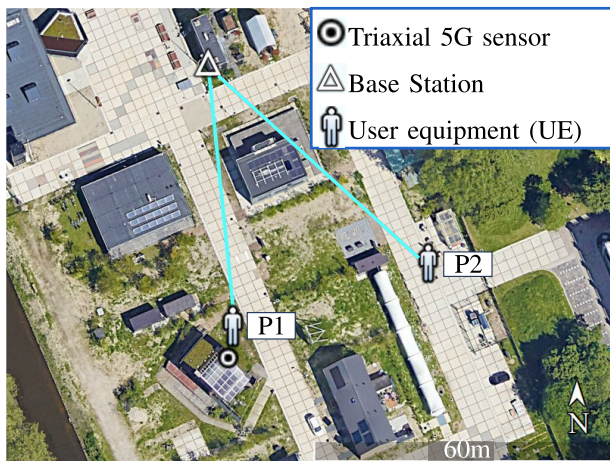 Triaxial 5G sensor
Base Station
User equipment (UE)
P2
P1
N
60m